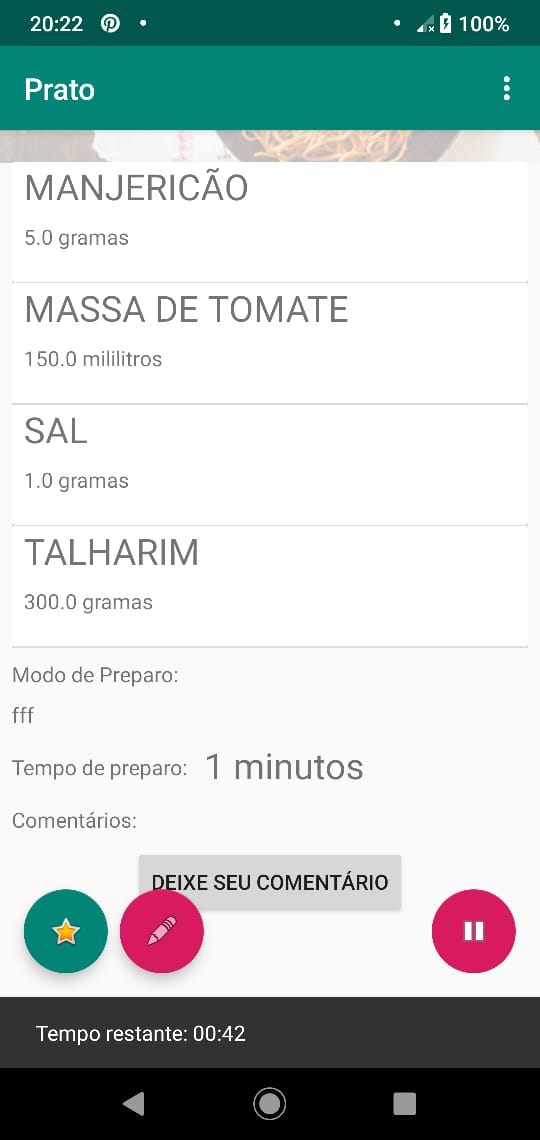 20:22
100%
Prato
MANJERICÃO
5.0 gramas
MASSA DE TOMATE
150.0 mililitros
SAL
1.0 gramas
TALHARIM
300.0 gramas
Modo de Preparo:
fff
Tempo de preparo: 1 minutos
Comentários:
DEIXE SEU COMENTÁRIO
Tempo restante: 00:42